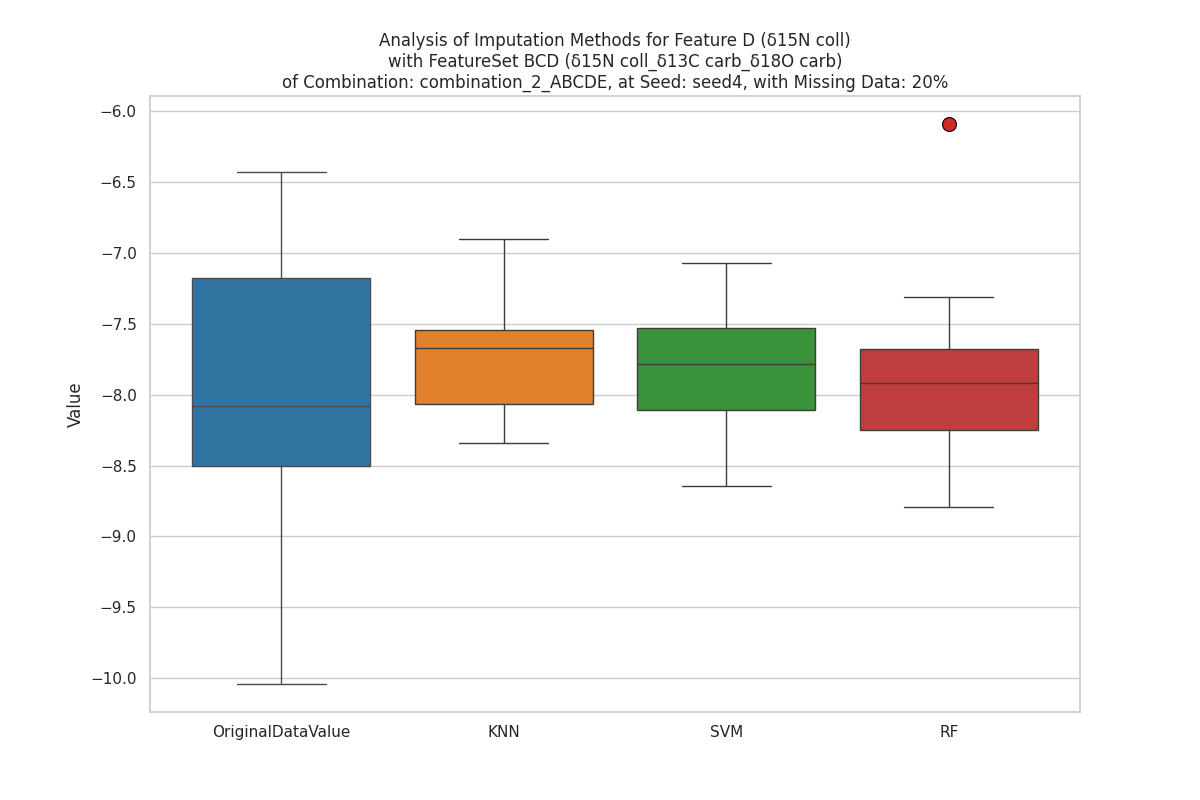 Analysis of Imputation Methods for Feature D (δ15N coll)
with FeatureSet BCD (δ15N coll_δ13C carb_δ18O carb)
of Combination: combination_2_ABCDE, at Seed: seed4, with Missing Data: 20%
−6.0
−6.5
−7.0
−7.5
−8.0
−8.5
−9.0
−9.5
−10.0
Value
OriginalDataValue
KNN
SVM
RF